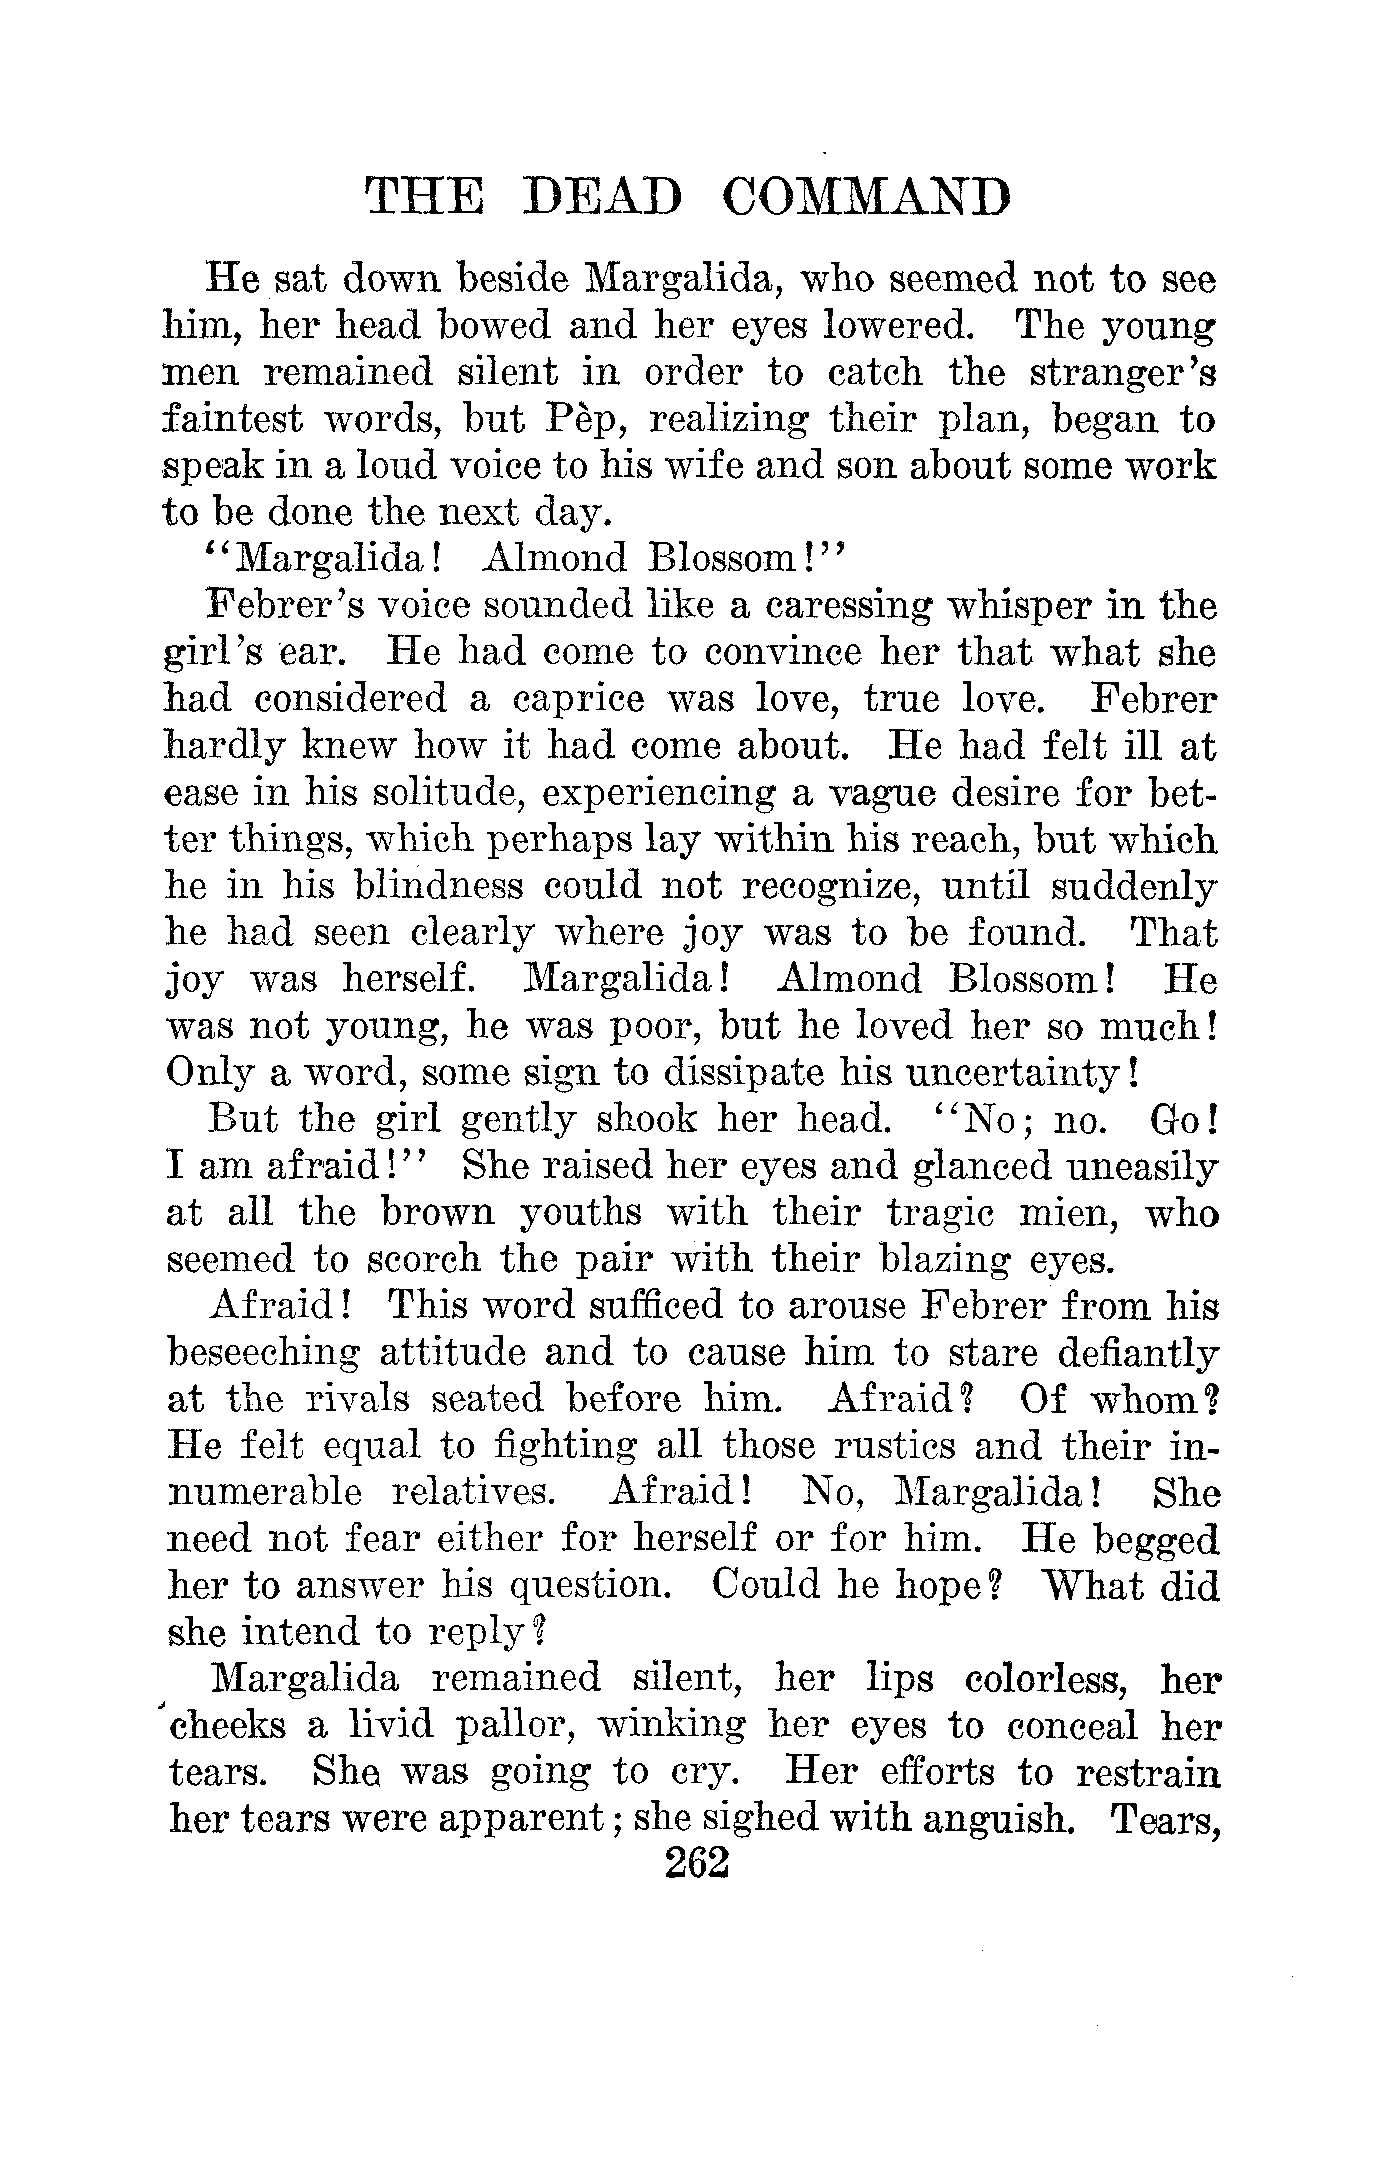 THE DEAD COMMAND
He sat down beside Margalida, who seemed not to see
him, her head bowed and her eyes lowered. The young
men remained silent in order to catch the stranger's
faintest words, but Pèp, realizing their plan, began to
speak in a loud voice to his wife and son about some work
to be done the next day.
"Margalida! Almond Blossom!"
Febrer's voice sounded like a caressing whisper in the
girl's ear. He had come to convince her that what she
had considered a caprice was love, true love. Febrer
hardly knew how it had come about. He had felt ill at
ease in his solitude, experiencing a vague desire for bet-
ter things, which perhaps lay within his reach, but which
he in his blindness could not recognize, until suddenly
he had seen clearly where joy was to be found. That
joy was herself. Margalida! Almond Blossom! He
was not young, he was poor, but he loved her so much!
Only a word, some sign to dissipate his uncertainty!
But the girl gently shook her head. "No; no. Go!
I am afraid!" She raised her eyes and glanced uneasily
at all the brown youths with their tragic mien, who
seemed to scorch the pair with their blazing eyes.
Afraid! This word sufficed to arouse Febrer from his
beseeching attitude and to cause him to stare defiantly
at the rivals seated before him. Afraid? Of whom?
He felt equal to fighting all those rustics and their in-
numerable relatives. Afraid! No, Margalida! She
need not fear either for herself or for him. He begged
her to answer his question. Could he hope? What did
she intend to reply?
Margalida remained silent, her lips colorless, her
cheeks a livid pallor, winking her eyes to conceal her
tears. She was going to cry. Her efforts to restrain
her tears were apparent; she sighed with anguish. Tears,
262